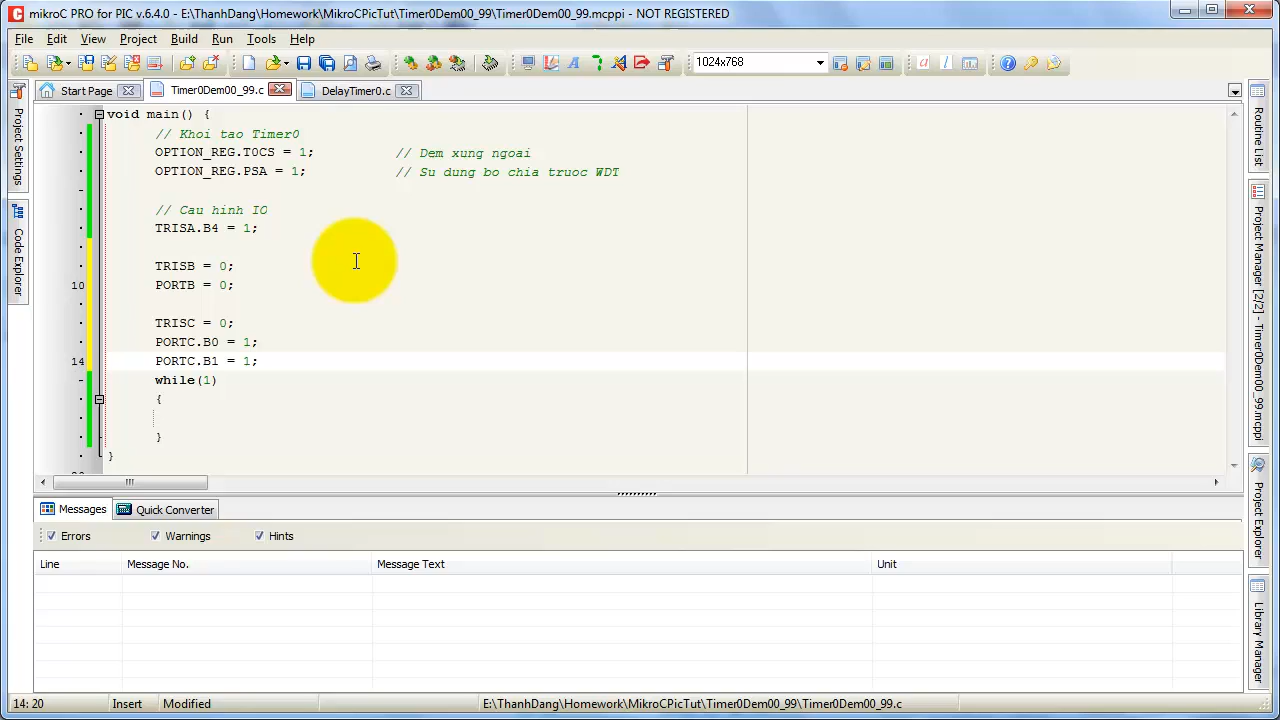 mikroC PRO for PIC v.6.4.0 - E:\ThanhDang\Homework\MikroCPicTut\Timer0Dem00_99\Timer0Dem00_99.mcppi - NOT REGISTERED
File Edit View Project Build Run Tools Help
1024x768
Start Page Timer0Dem00_99.c DelayTimer0.c
void main() {
// Khoi tao Timer0
OPTION_REG.T0CS = 1; // Dem xung ngoai
OPTION_REG.PSA = 1; // Su dung bo chia truoc WDT
// Cau hinh IO
TRISA.B4 = 1;
TRISB = 0;
10 PORTB = 0;
TRISC = 0;
PORTC.B0 = 1;
14 PORTC.B1 = 1;
while(1)
{
}
}
Project Settings
Code Explorer
Routine List
Project Manager [2/2] - Timer0Dem00_99.mcppi
Project Explorer
Library Manager
Messages Quick Converter
Errors Warnings Hints
Line Message No. Message Text Unit
14: 20 Insert Modified E:\ThanhDang\Homework\MikroCPicTut\Timer0Dem00_99\Timer0Dem00_99.c